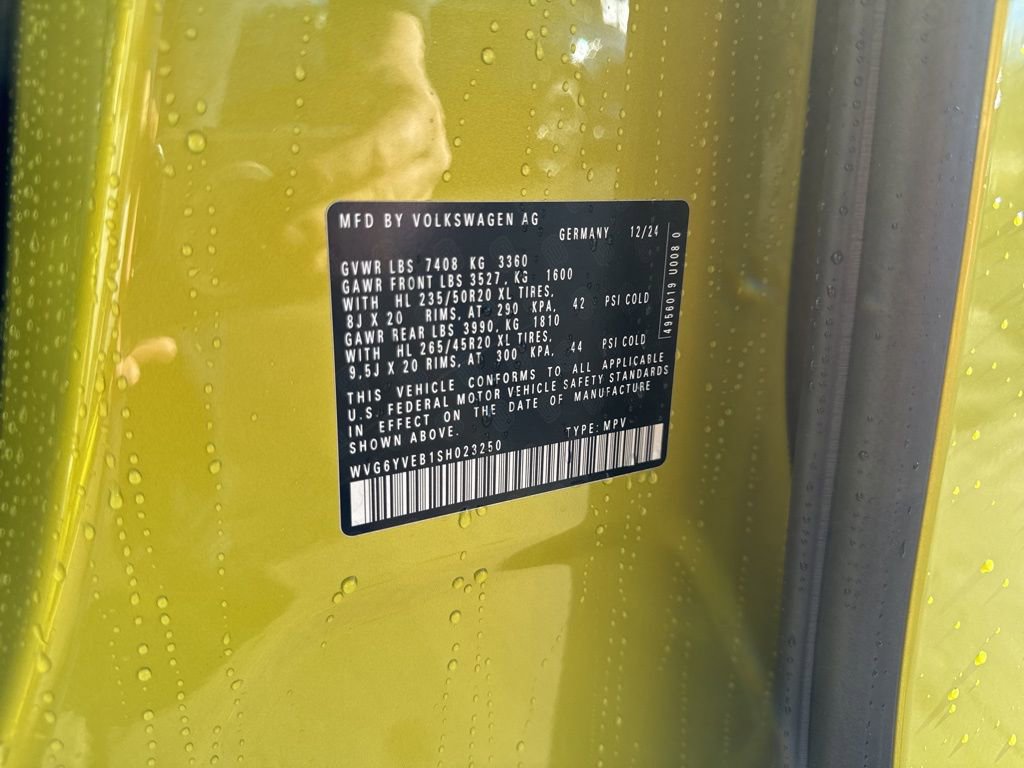 MFD BY VOLKSWAGEN AG
GERMANY 12/24
GVWR LBS 7408 KG 3360
GAWR FRONT LBS 3527, KG 1600
WITH HL 235/50R20 XL TIRES,
8J X 20 RIMS, AT 290 KPA, 42 PSI COLD
GAWR REAR LBS 3990, KG 1810
WITH HL 265/45R20 XL TIRES,
9,5J X 20 RIMS, AT 300 KPA, 44 PSI COLD
THIS VEHICLE CONFORMS TO ALL APPLICABLE
U.S. FEDERAL MOTOR VEHICLE SAFETY STANDARDS
IN EFFECT ON THE DATE OF MANUFACTURE
SHOWN ABOVE.
TYPE: MPV
WVG6YVEB1SH023250
4956019 U008 0